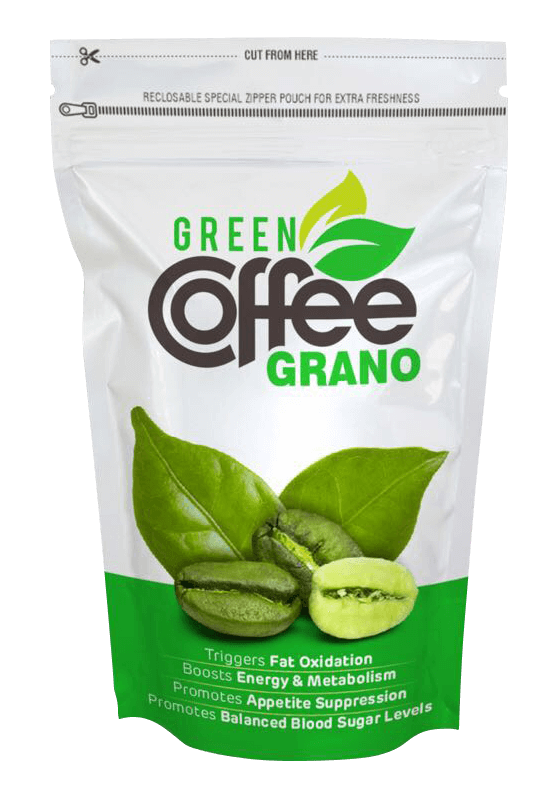 CUT FROM HERE
RECLOSABLE SPECIAL ZIPPER POUCH FOR EXTRA FRESHNESS
GREEN
Coffee
GRANO
Triggers Fat Oxidation
Boosts Energy & Metabolism
Promotes Appetite Suppression
Promotes Balanced Blood Sugar Levels